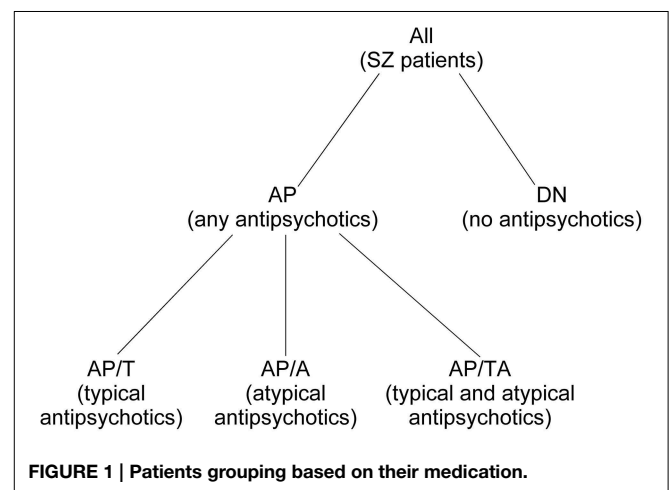 All
(SZ patients)
AP
(any antipsychotics)
DN
(no antipsychotics)
AP/T
(typical
antipsychotics)
AP/A
(atypical
antipsychotics)
AP/TA
(typical and atypical
antipsychotics)
FIGURE 1 | Patients grouping based on their medication.